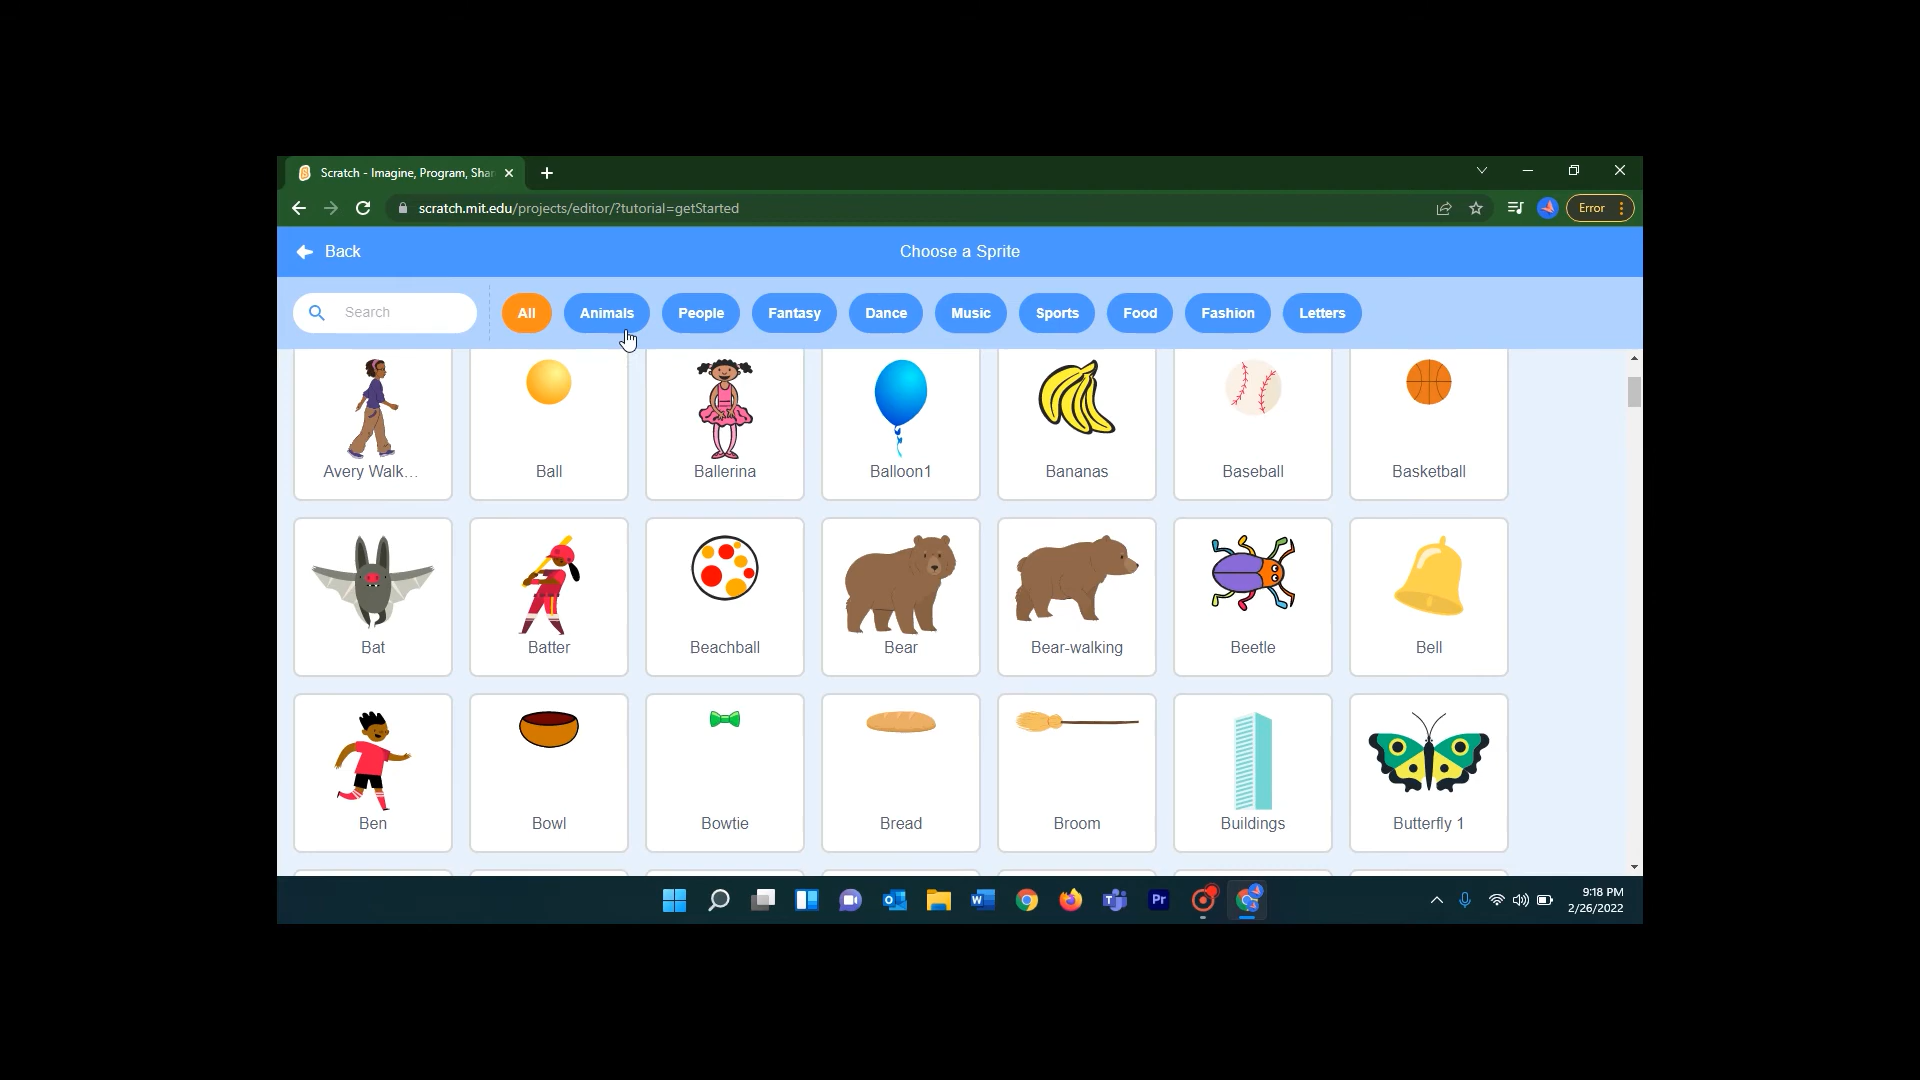 Scratch - Imagine, Program, Shar
scratch.mit.edu/projects/editor/?tutorial=getStarted
Error
Back
Choose a Sprite
Search
All
Animals
People
Fantasy
Dance
Music
Sports
Food
Fashion
Letters
Avery Walk...
Ball
Ballerina
Balloon1
Bananas
Baseball
Basketball
Bat
Batter
Beachball
Bear
Bear-walking
Beetle
Bell
Ben
Bowl
Bowtie
Bread
Broom
Buildings
Butterfly 1
Pr
9:18 PM
2/26/2022